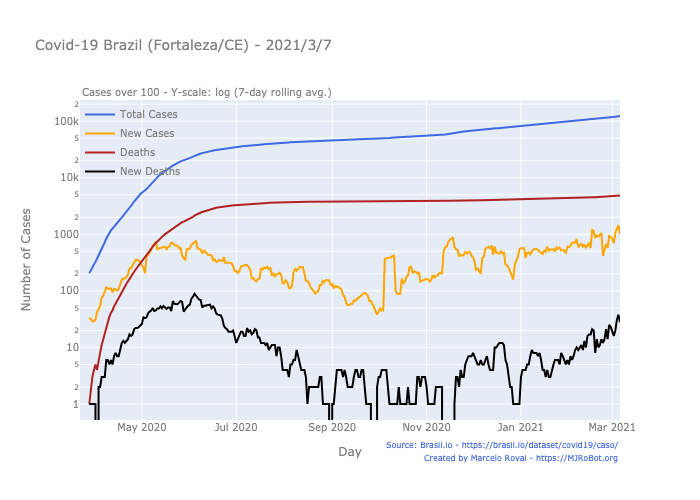 Covid-19 Brazil (Fortaleza/CE) - 2021/3/7
Cases over 100 - Y-scale: log (7-day rolling avg.)
Total Cases
New Cases
Deaths
New Deaths
Number of Cases
2
100k
5
2
10k
5
2
1000
5
2
100
5
2
10
5
2
1
May 2020
Jul 2020
Sep 2020
Nov 2020
Jan 2021
Mar 2021
Day
Source: Brasil.io - https://brasil.io/dataset/covid19/caso/
Created by Marcelo Rovai - https://MJRoBot.org